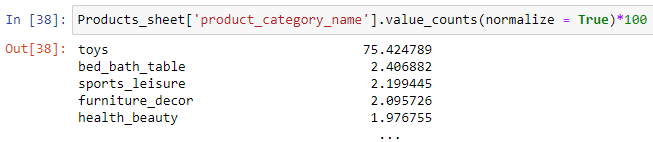 In [38]: Products_sheet['product_category_name'].value_counts(normalize = True)*100
Out[38]: toys 75.424789
bed_bath_table 2.406882
sports_leisure 2.199445
furniture_decor 2.095726
health_beauty 1.976755
...